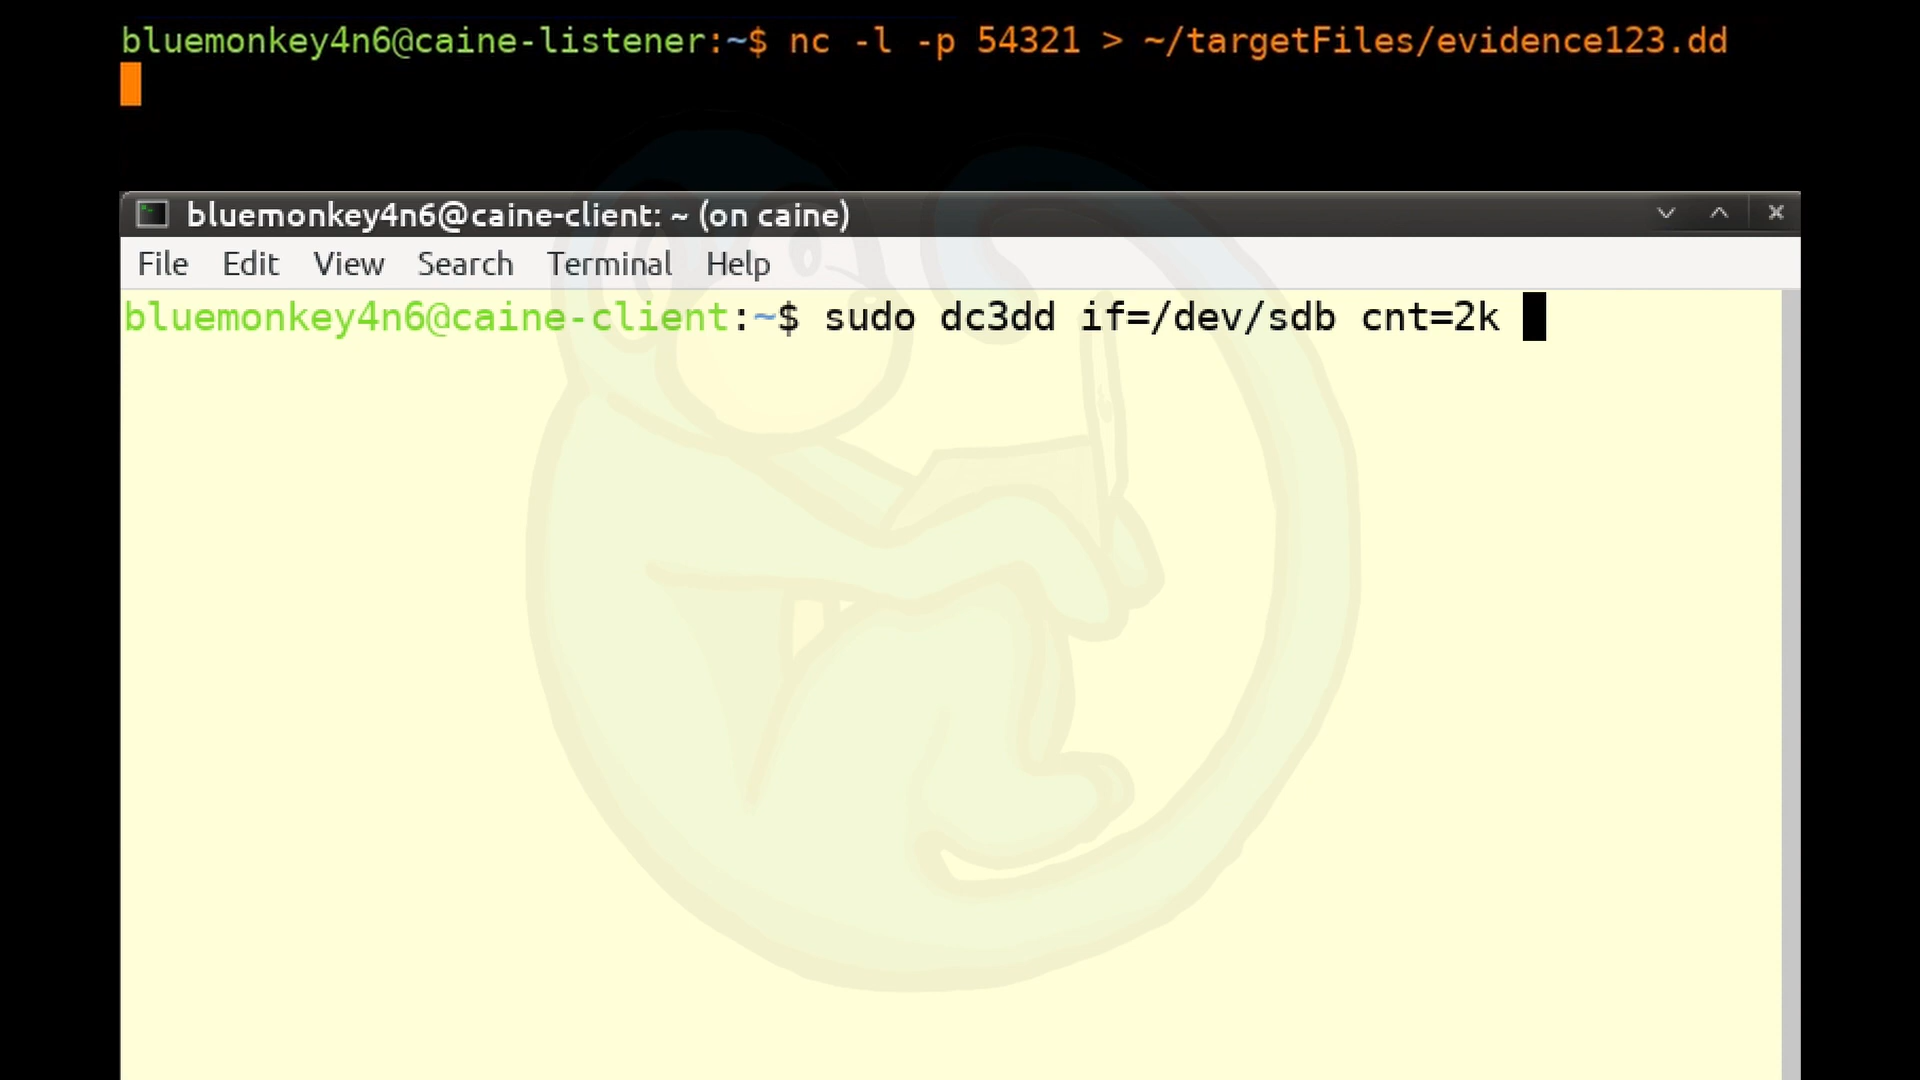 bluemonkey4n6@caine-listener:~$ nc -l -p 54321 > ~/targetFiles/evidence123.dd
bluemonkey4n6@caine-client: ~ (on caine)
File Edit View Search Terminal Help
bluemonkey4n6@caine-client:~$ sudo dc3dd if=/dev/sdb cnt=2k